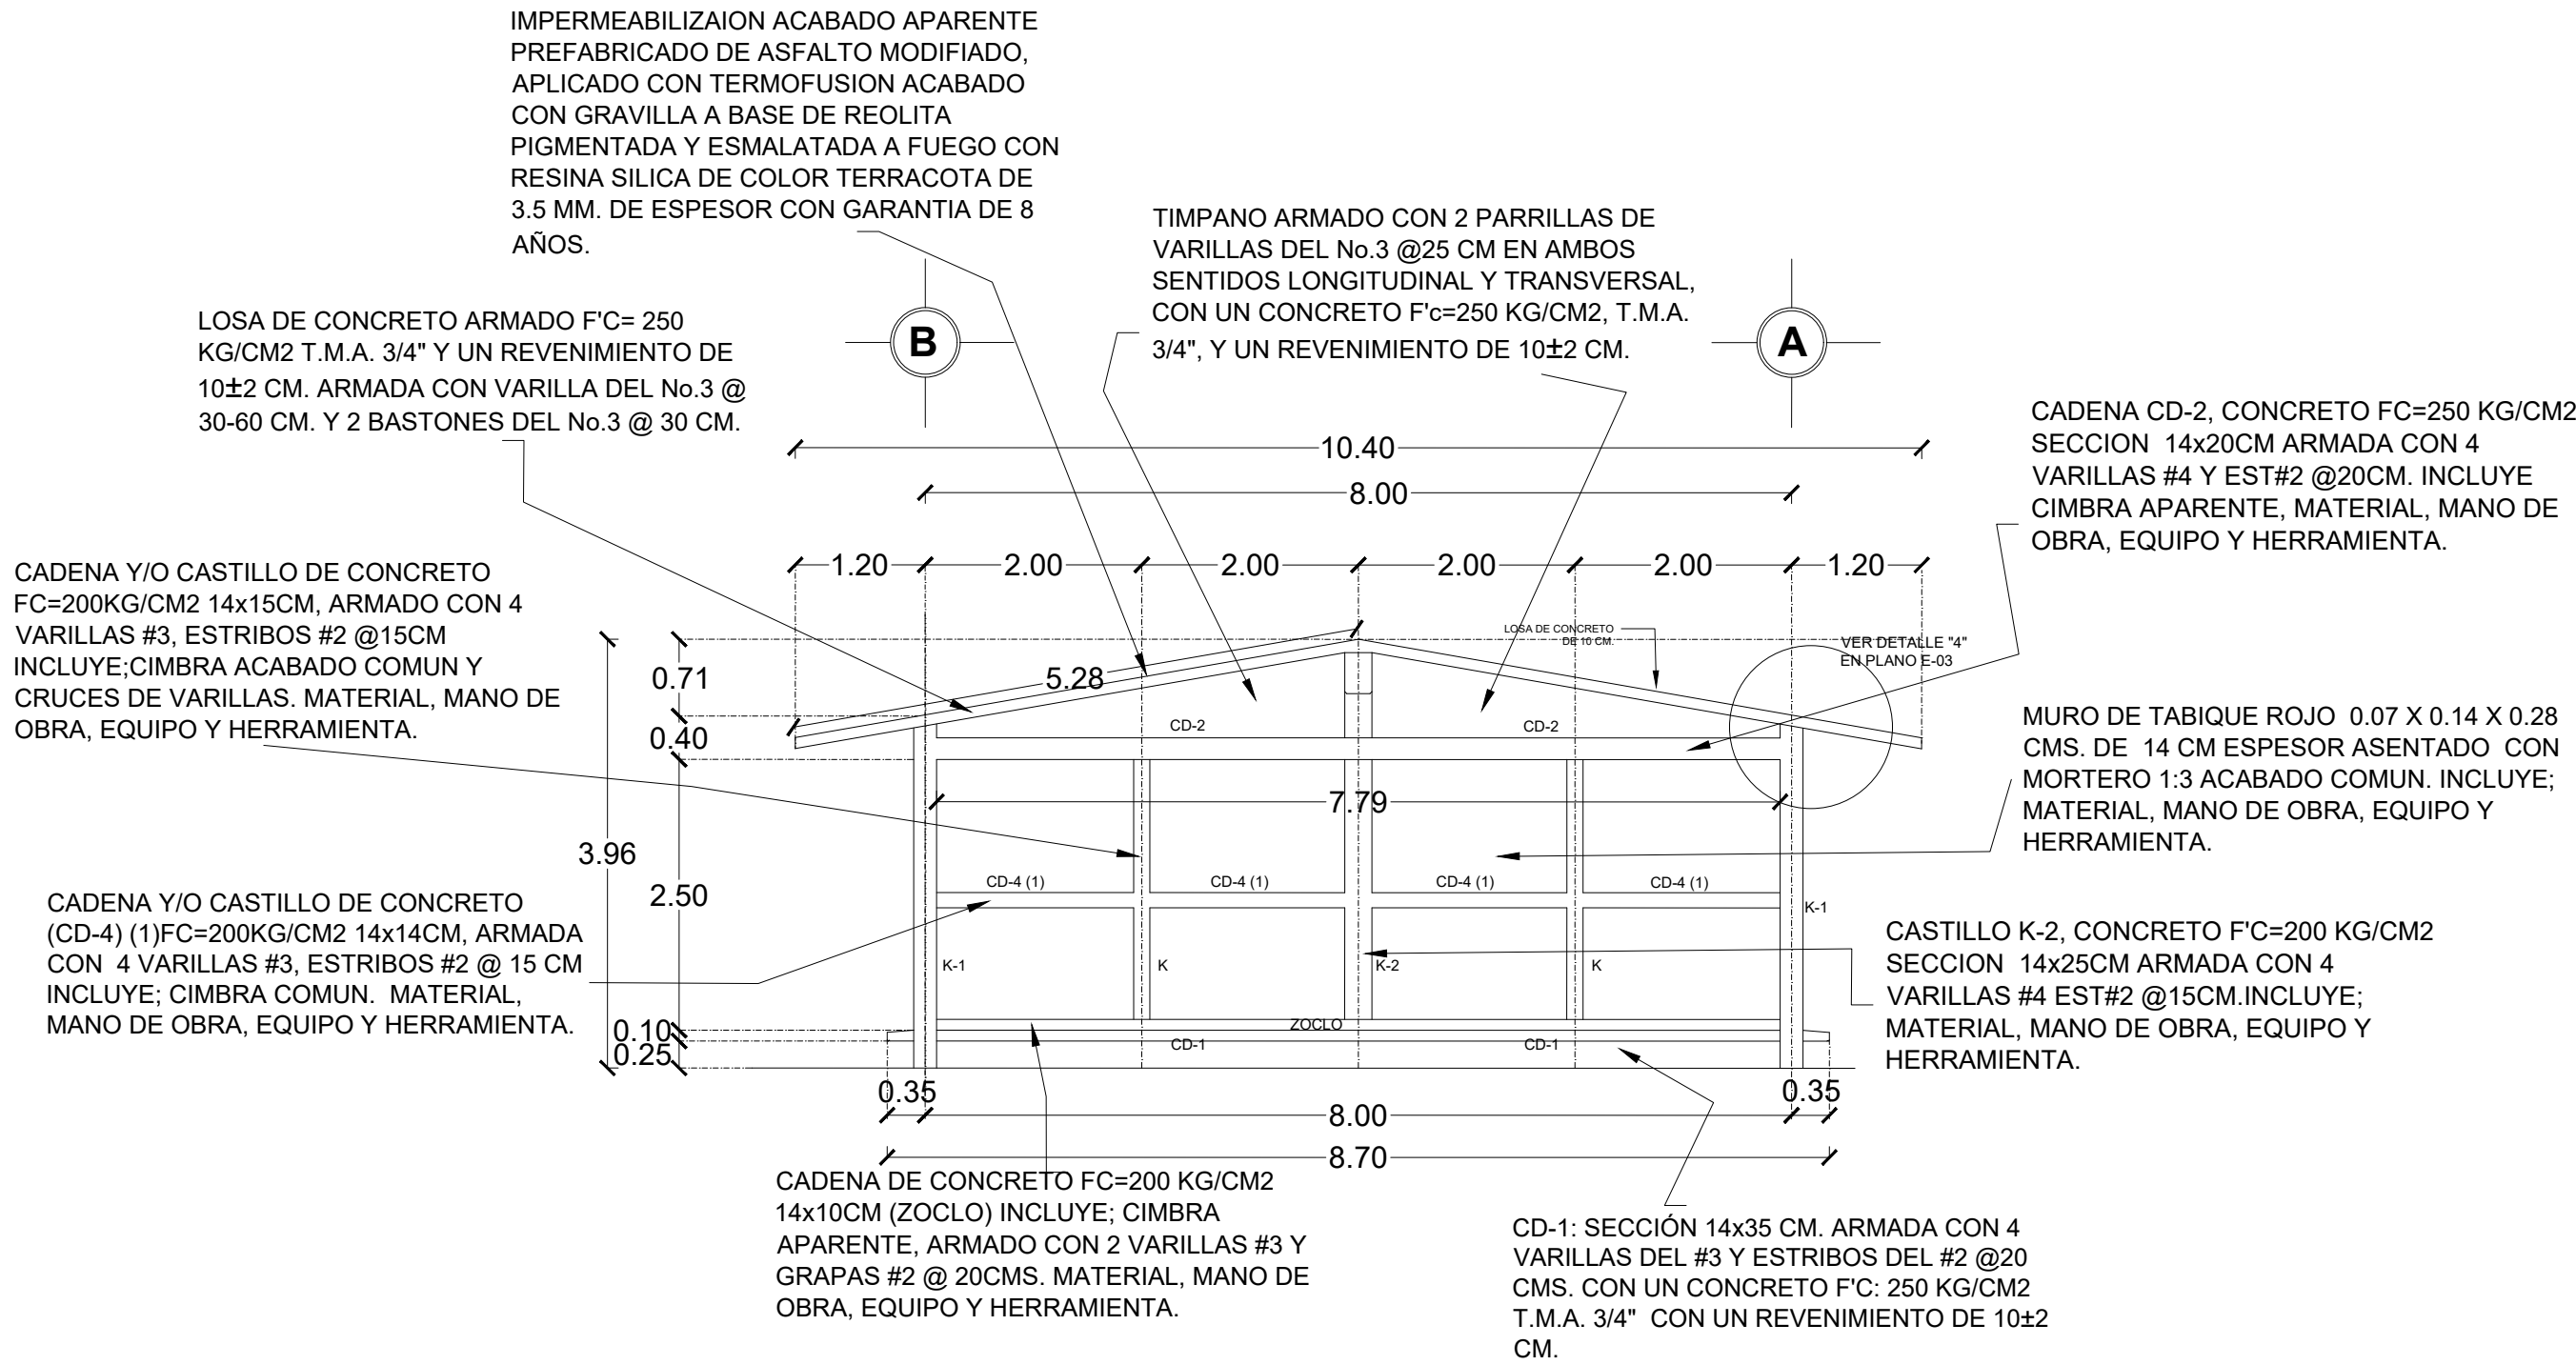 IMPERMEABILIZAION ACABADO APARENTE
PREFABRICADO DE ASFALTO MODIFIADO,
APLICADO CON TERMOFUSION ACABADO
CON GRAVILLA A BASE DE REOLITA
PIGMENTADA Y ESMALATADA A FUEGO CON
RESINA SILICA DE COLOR TERRACOTA DE
3.5 MM. DE ESPESOR CON GARANTIA DE 8
AÑOS.
TIMPANO ARMADO CON 2 PARRILLAS DE
VARILLAS DEL No.3 @25 CM EN AMBOS
SENTIDOS LONGITUDINAL Y TRANSVERSAL,
CON UN CONCRETO F'c=250 KG/CM2, T.M.A.
3/4", Y UN REVENIMIENTO DE 10±2 CM.
LOSA DE CONCRETO ARMADO F'C= 250
KG/CM2 T.M.A. 3/4" Y UN REVENIMIENTO DE
10±2 CM. ARMADA CON VARILLA DEL No.3 @
30-60 CM. Y 2 BASTONES DEL No.3 @ 30 CM.
B
A
CADENA CD-2, CONCRETO FC=250 KG/CM2
SECCION 14x20CM ARMADA CON 4
VARILLAS #4 Y EST#2 @20CM. INCLUYE
CIMBRA APARENTE, MATERIAL, MANO DE
OBRA, EQUIPO Y HERRAMIENTA.
10.40
8.00
1.20
2.00
2.00
2.00
2.00
1.20
CADENA Y/O CASTILLO DE CONCRETO
FC=200KG/CM2 14x15CM, ARMADO CON 4
VARILLAS #3, ESTRIBOS #2 @15CM
INCLUYE;CIMBRA ACABADO COMUN Y
CRUCES DE VARILLAS. MATERIAL, MANO DE
OBRA, EQUIPO Y HERRAMIENTA.
LOSA DE CONCRETO
DE 10 CM.
VER DETALLE "4"
EN PLANO E-03
0.71
5.28
0.40
CD-2
CD-2
MURO DE TABIQUE ROJO 0.07 X 0.14 X 0.28
CMS. DE 14 CM ESPESOR ASENTADO CON
MORTERO 1:3 ACABADO COMUN. INCLUYE;
MATERIAL, MANO DE OBRA, EQUIPO Y
HERRAMIENTA.
7.79
3.96
2.50
CD-4 (1)
CD-4 (1)
CD-4 (1)
CD-4 (1)
CADENA Y/O CASTILLO DE CONCRETO
(CD-4) (1)FC=200KG/CM2 14x14CM, ARMADA
CON 4 VARILLAS #3, ESTRIBOS #2 @ 15 CM
INCLUYE; CIMBRA COMUN. MATERIAL,
MANO DE OBRA, EQUIPO Y HERRAMIENTA.
K-1
K-1
K
K-2
K
CASTILLO K-2, CONCRETO F'C=200 KG/CM2
SECCION 14x25CM ARMADA CON 4
VARILLAS #4 EST#2 @15CM.INCLUYE;
MATERIAL, MANO DE OBRA, EQUIPO Y
HERRAMIENTA.
0.10
0.25
ZOCLO
CD-1
CD-1
0.35
0.35
8.00
8.70
CADENA DE CONCRETO FC=200 KG/CM2
14x10CM (ZOCLO) INCLUYE; CIMBRA
APARENTE, ARMADO CON 2 VARILLAS #3 Y
GRAPAS #2 @ 20CMS. MATERIAL, MANO DE
OBRA, EQUIPO Y HERRAMIENTA.
CD-1: SECCIÓN 14x35 CM. ARMADA CON 4
VARILLAS DEL #3 Y ESTRIBOS DEL #2 @20
CMS. CON UN CONCRETO F'C: 250 KG/CM2
T.M.A. 3/4" CON UN REVENIMIENTO DE 10±2
CM.